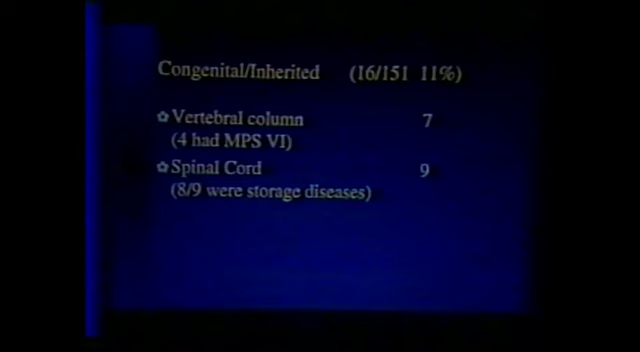 Congenital/Inherited (16/151 11%)
✿Vertebral column 7
(4 had MPS VI)
✿Spinal Cord 9
(8/9 were storage diseases)